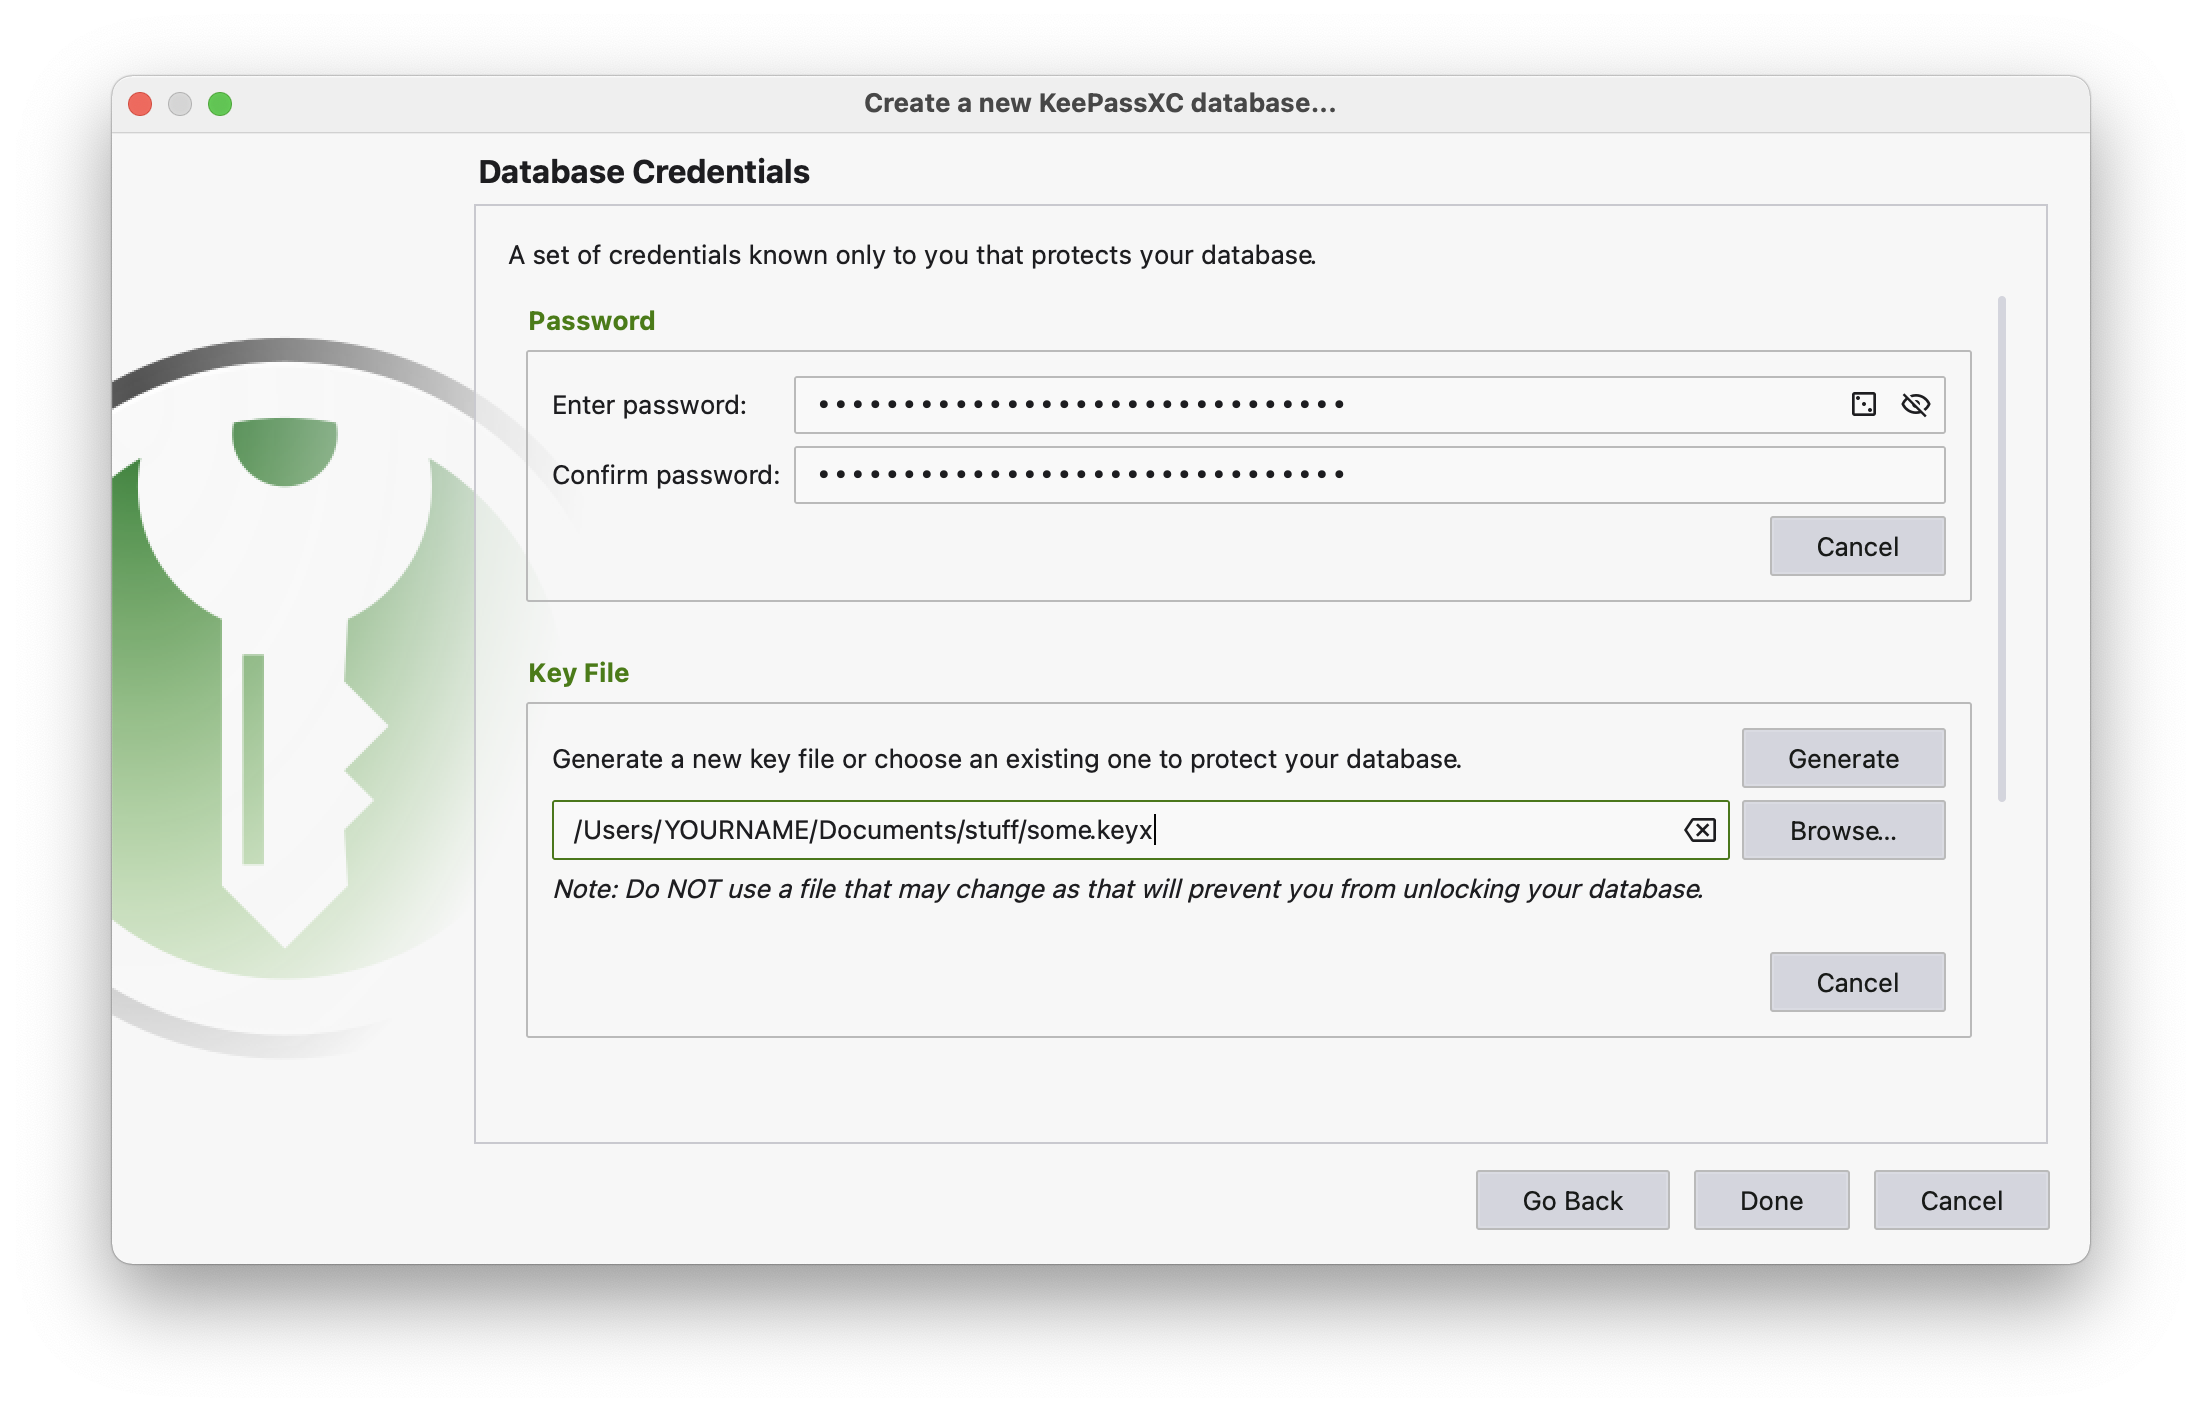 Create a new KeePassXC database...
Database Credentials
A set of credentials known only to you that protects your database.
Password
Enter password: •••••••••••••••••••••••••••••••
Confirm password: •••••••••••••••••••••••••••••••
Cancel
Key File
Generate a new key file or choose an existing one to protect your database. Generate
/Users/YOURNAME/Documents/stuff/some.keyx Browse...
Note: Do NOT use a file that may change as that will prevent you from unlocking your database.
Cancel
Go Back Done Cancel